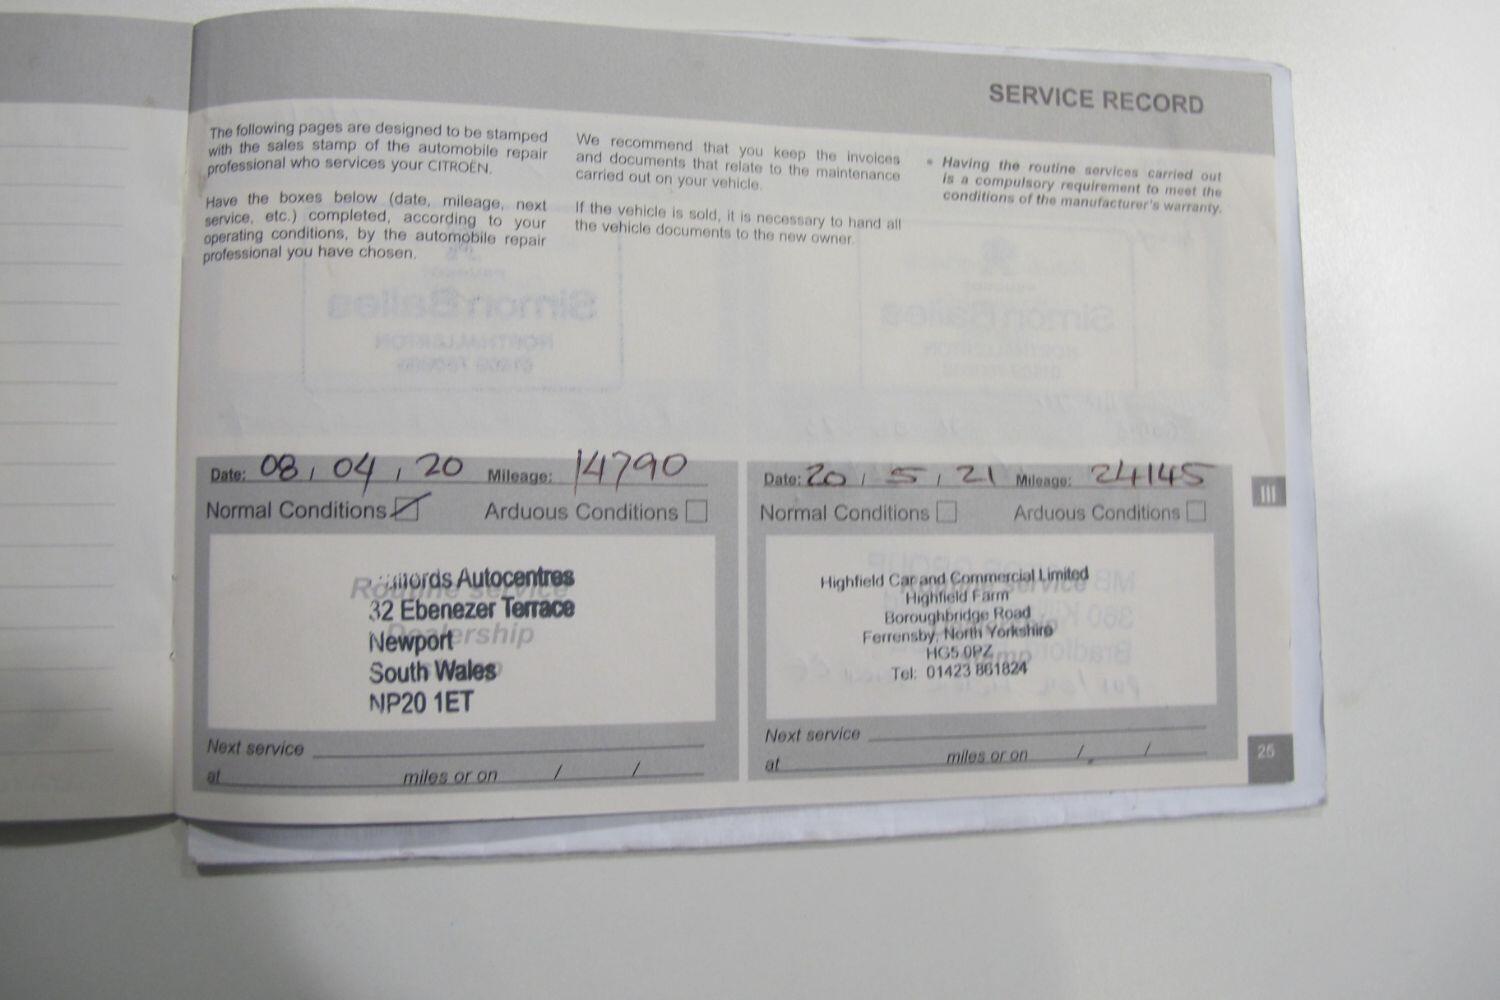 SERVICE RECORD
The following pages are designed to be stamped
with the sales stamp of the automobile repair
professional who services your CITROËN.
Have the boxes below (date, mileage, next
service, etc.) completed, according to your
operating conditions, by the automobile repair
professional you have chosen.
We recommend that you keep the invoices
and documents that relate to the maintenance
carried out on your vehicle.
If the vehicle is sold, it is necessary to hand all
the vehicle documents to the new owner.
* Having the routine services carried out
is a compulsory requirement to meet the
conditions of the manufacturer's warranty.
Date: 08 / 04 / 20 Mileage: 14790
Normal Conditions Arduous Conditions
Routine service
Dealership
Autocentres
32 Ebenezer Terrace
Newport
South Wales
NP20 1ET
Next service
at miles or on / /
Date: 20 / 5 / 21 Mileage: 24145
Normal Conditions Arduous Conditions
Highfield Car and Commercial Limited
Highfield Farm
Boroughbridge Road
Ferrensby, North Yorkshire
HG5 0PZ
Tel: 01423 861824
Next service
at miles or on / /
III
25